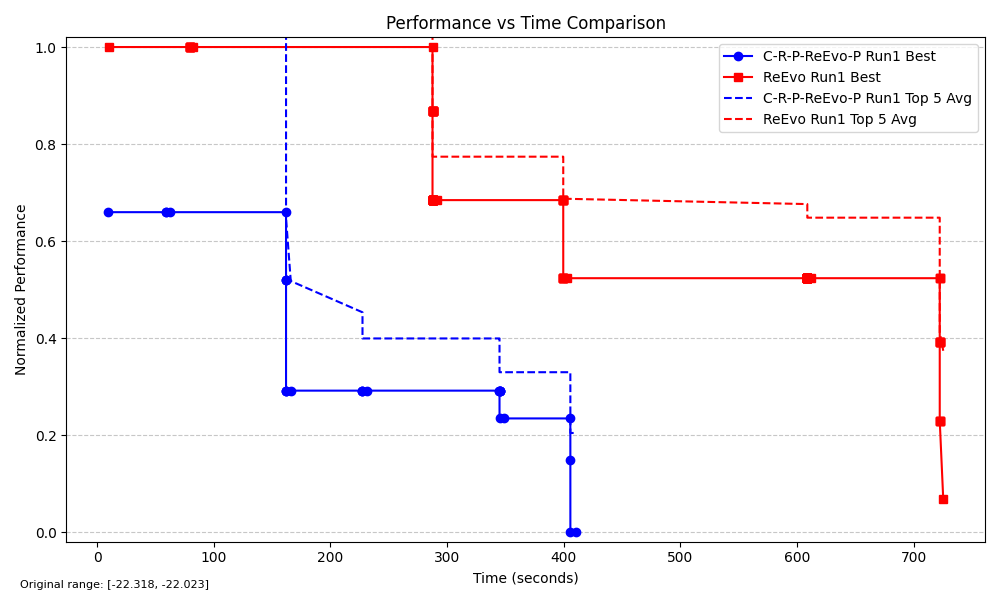 Performance vs Time Comparison
C-R-P-ReEvo-P Run1 Best
ReEvo Run1 Best
C-R-P-ReEvo-P Run1 Top 5 Avg
ReEvo Run1 Top 5 Avg
Normalized Performance
1.0
0.8
0.6
0.4
0.2
0.0
0 100 200 300 400 500 600 700
Time (seconds)
Original range: [-22.318, -22.023]